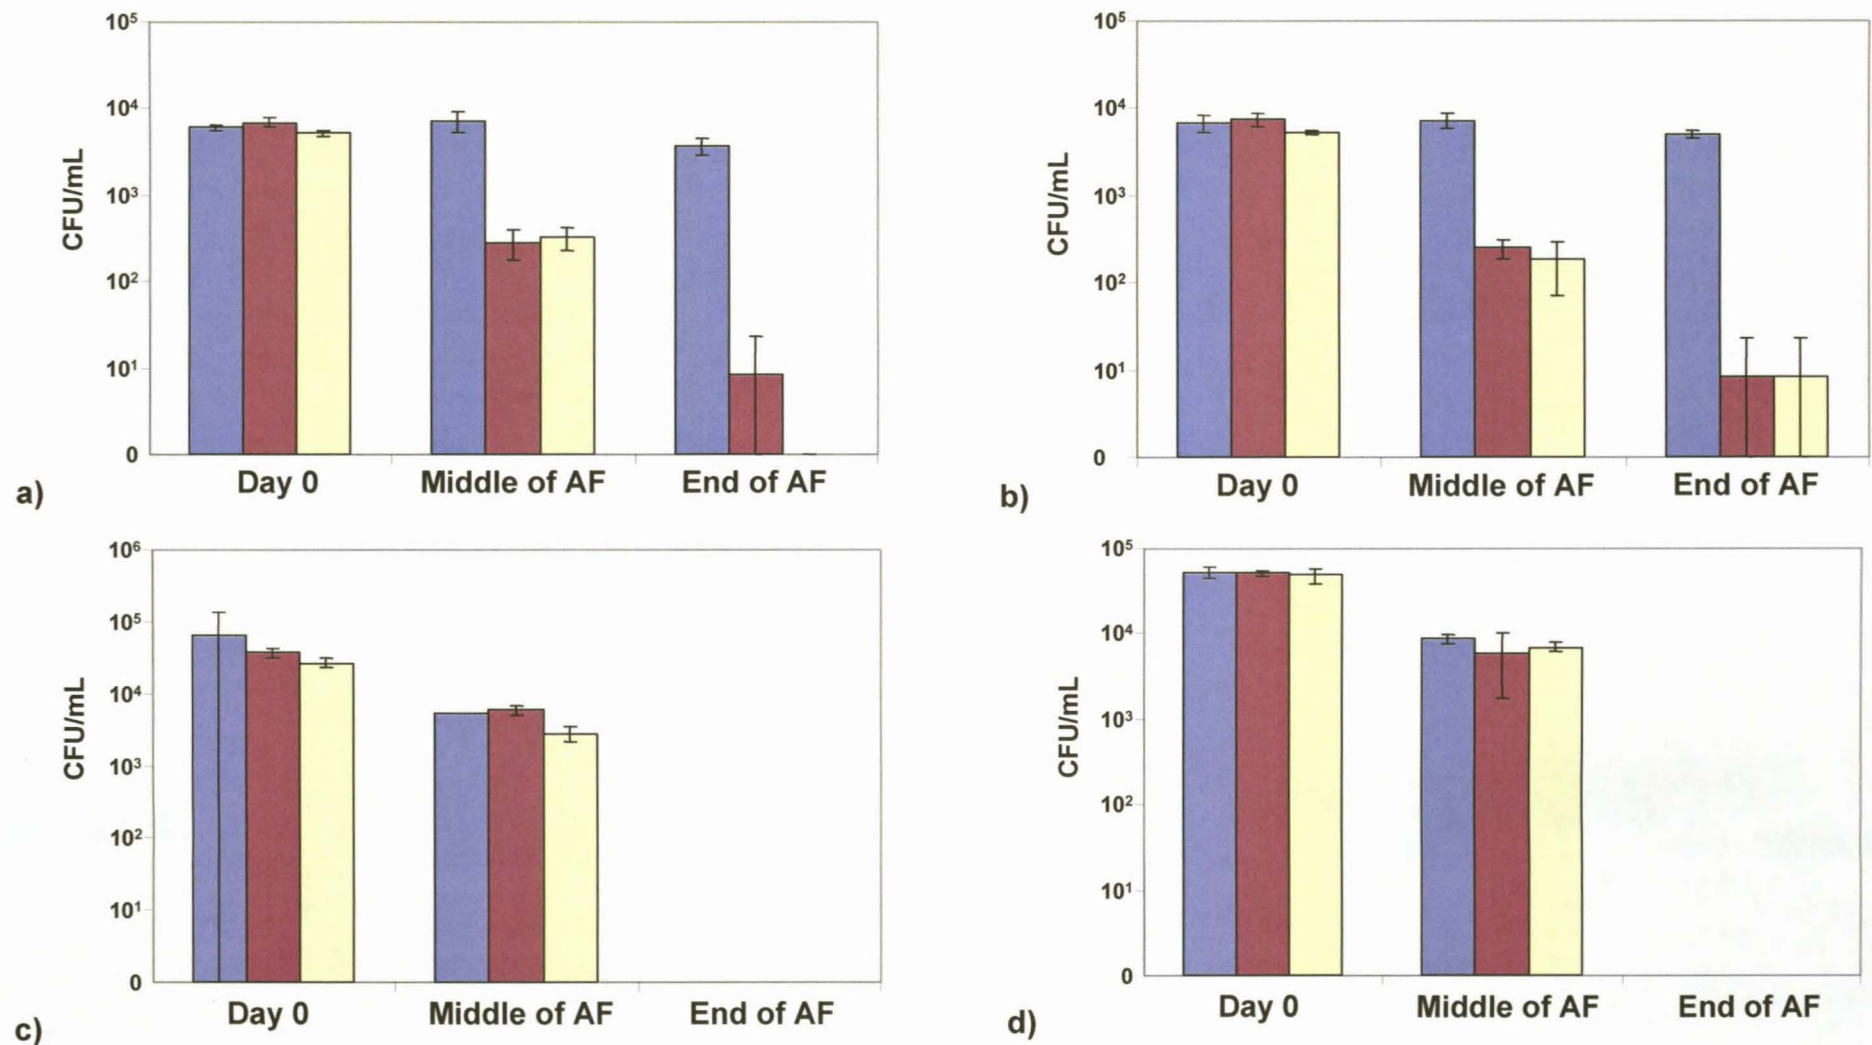 10⁵
10⁴
10³
10²
10¹
0
CFU/mL
Day 0 Middle of AF End of AF
a)
10⁵
10⁴
10³
10²
10¹
0
CFU/mL
Day 0 Middle of AF End of AF
b)
10⁶
10⁵
10⁴
10³
10²
10¹
0
CFU/mL
Day 0 Middle of AF End of AF
c)
10⁵
10⁴
10³
10²
10¹
0
CFU/mL
Day 0 Middle of AF End of AF
d)